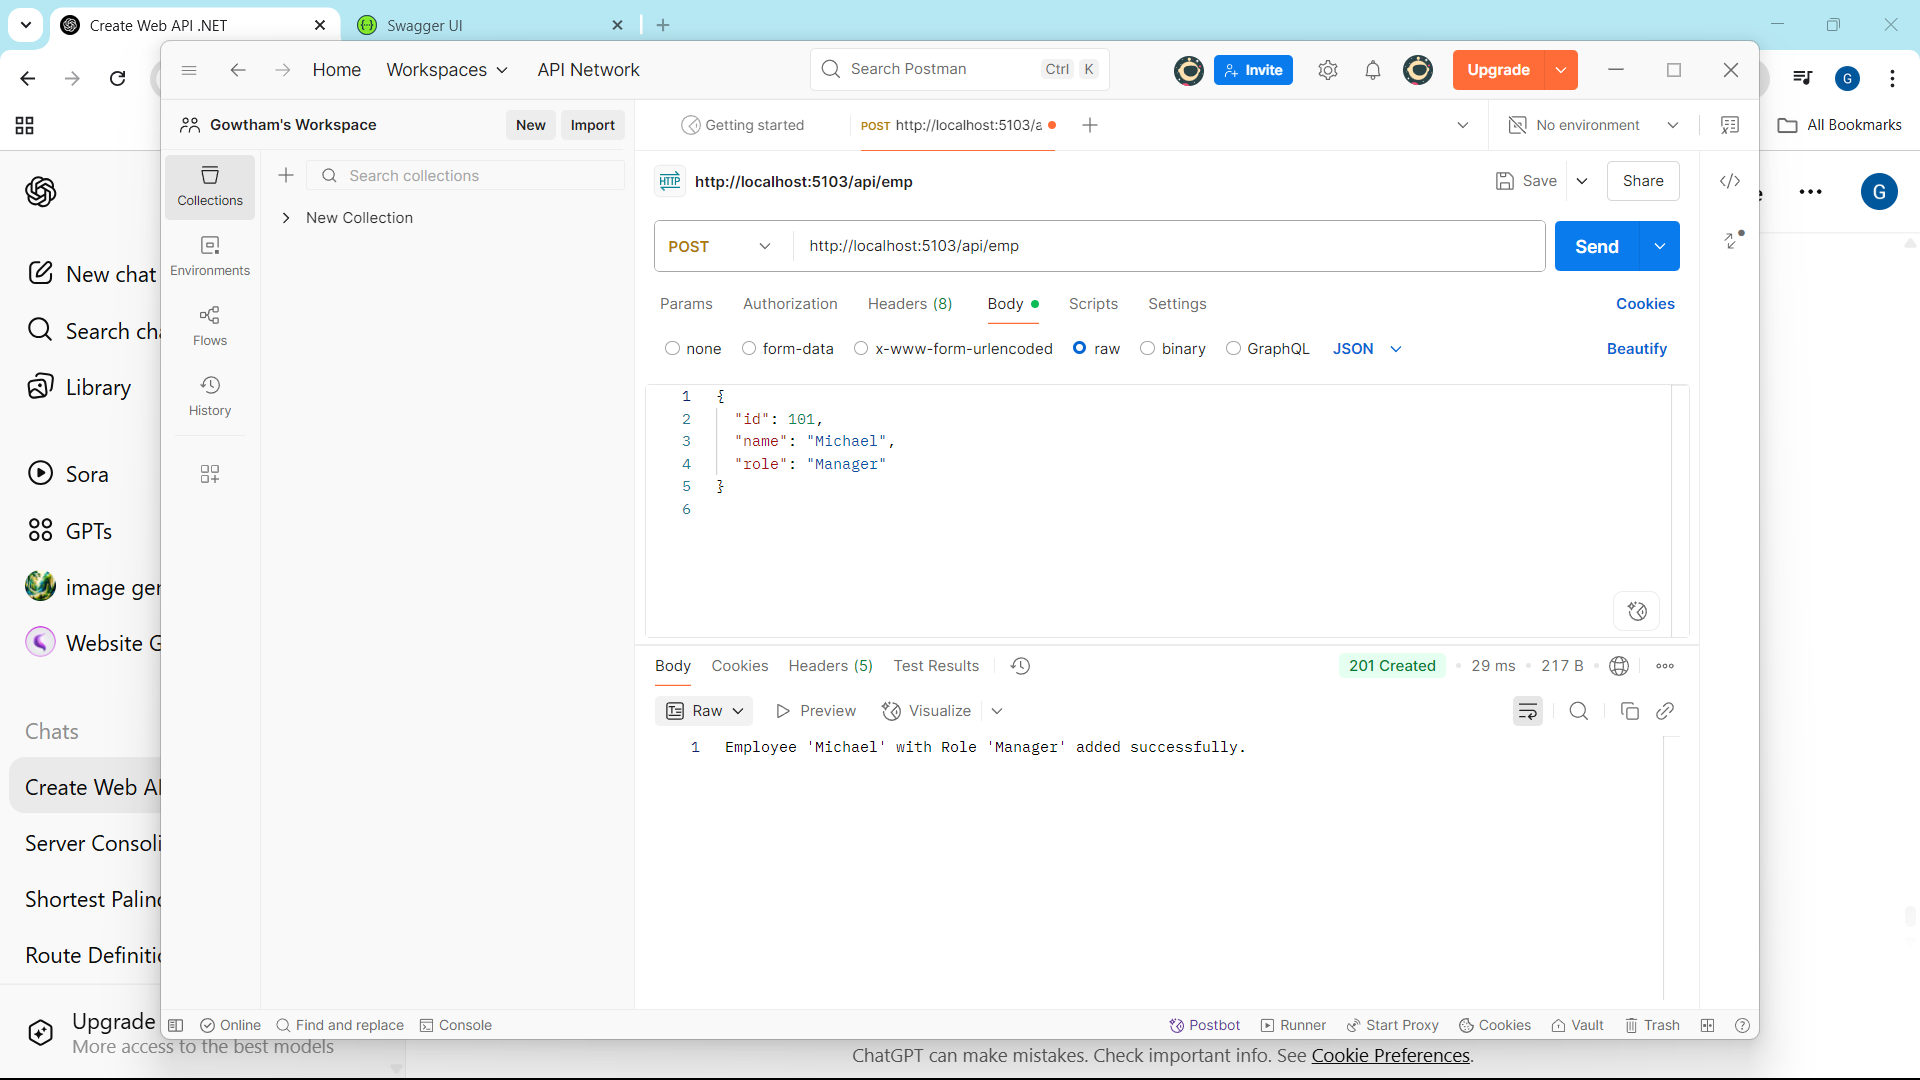 Create Web API .NET
Swagger UI
Home
Workspaces
API Network
Search Postman
Ctrl
K
Invite
Upgrade
G
All Bookmarks
Gowtham's Workspace
New
Import
Getting started
POST http://localhost:5103/a
No environment
Collections
Environments
Flows
History
Search collections
New Collection
HTTP
http://localhost:5103/api/emp
Save
Share
G
POST
http://localhost:5103/api/emp
Send
Params
Authorization
Headers (8)
Body
Scripts
Settings
Cookies
none
form-data
x-www-form-urlencoded
raw
binary
GraphQL
JSON
Beautify
1 {
2 "id": 101,
3 "name": "Michael",
4 "role": "Manager"
5 }
6
Body
Cookies
Headers (5)
Test Results
201 Created
29 ms
217 B
Raw
Preview
Visualize
1 Employee 'Michael' with Role 'Manager' added successfully.
Online
Find and replace
Console
Postbot
Runner
Start Proxy
Cookies
Vault
Trash
New chat
Search cha
Library
Sora
GPTs
image ger
Website G
Chats
Create Web AI
Server Consoli
Shortest Palind
Route Definitio
Upgrade
More access to the best models
ChatGPT can make mistakes. Check important info. See Cookie Preferences.